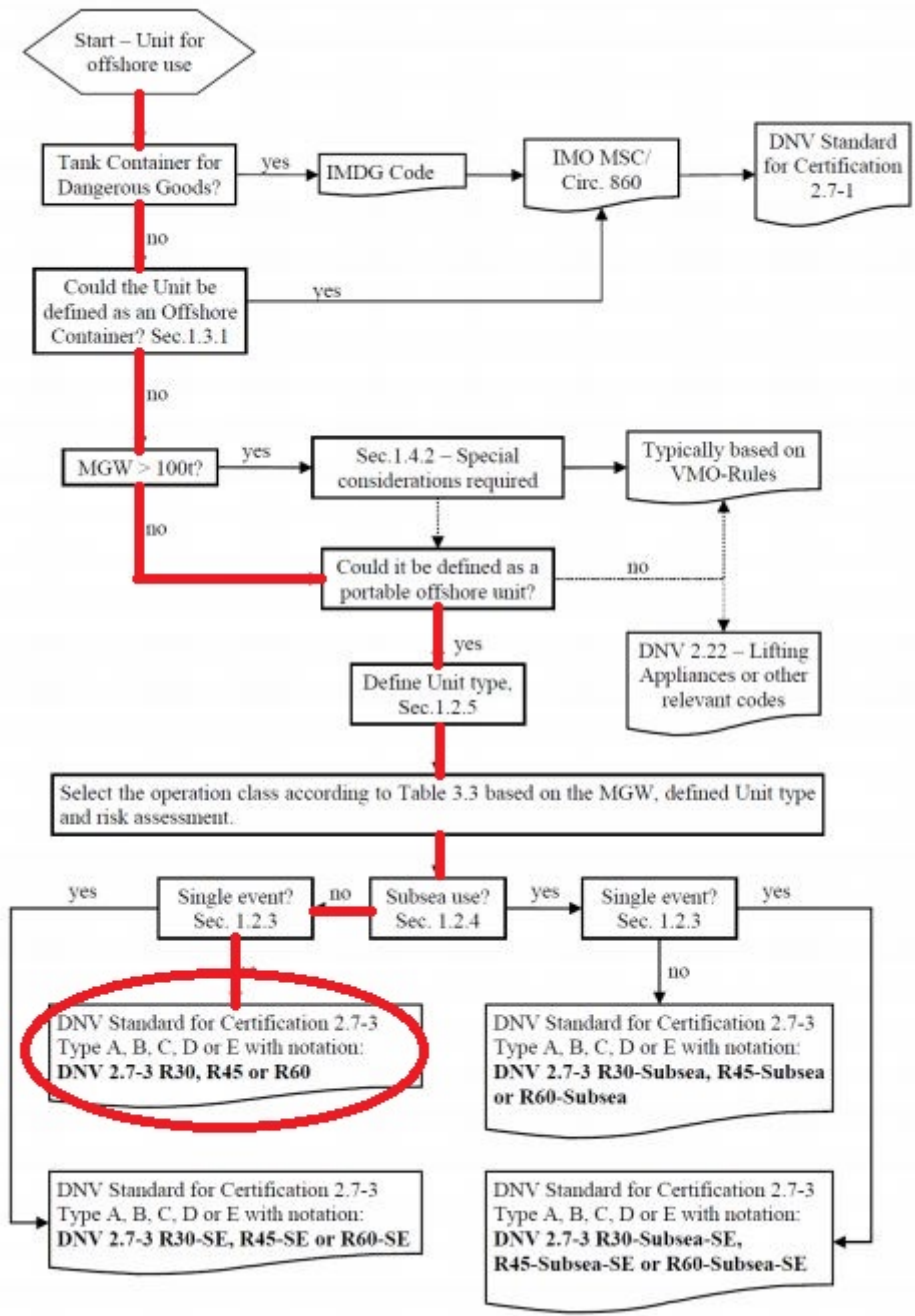 Start – Unit for
offshore use
Tank Container for
Dangerous Goods?
yes
IMDG Code
IMO MSC/
Circ. 860
DNV Standard
for Certification
2.7-1
no
Could the Unit be
defined as an Offshore
Container? Sec.1.3.1
yes
no
MGW > 100t?
yes
Sec.1.4.2 – Special
considerations required
Typically based on
VMO-Rules
no
Could it be defined as a
portable offshore unit?
no
yes
DNV 2.22 – Lifting
Appliances or other
relevant codes
Define Unit type,
Sec.1.2.5
Select the operation class according to Table 3.3 based on the MGW, defined Unit type
and risk assessment.
yes
Single event?
Sec. 1.2.3
no
Subsea use?
Sec. 1.2.4
yes
Single event?
Sec. 1.2.3
yes
no
DNV Standard for Certification 2.7-3
Type A, B, C, D or E with notation:
DNV 2.7-3 R30, R45 or R60
DNV Standard for Certification 2.7-3
Type A, B, C, D or E with notation:
DNV 2.7-3 R30-Subsea, R45-Subsea
or R60-Subsea
DNV Standard for Certification 2.7-3
Type A, B, C, D or E with notation:
DNV 2.7-3 R30-SE, R45-SE or R60-SE
DNV Standard for Certification 2.7-3
Type A, B, C, D or E with notation:
DNV 2.7-3 R30-Subsea-SE,
R45-Subsea-SE or R60-Subsea-SE